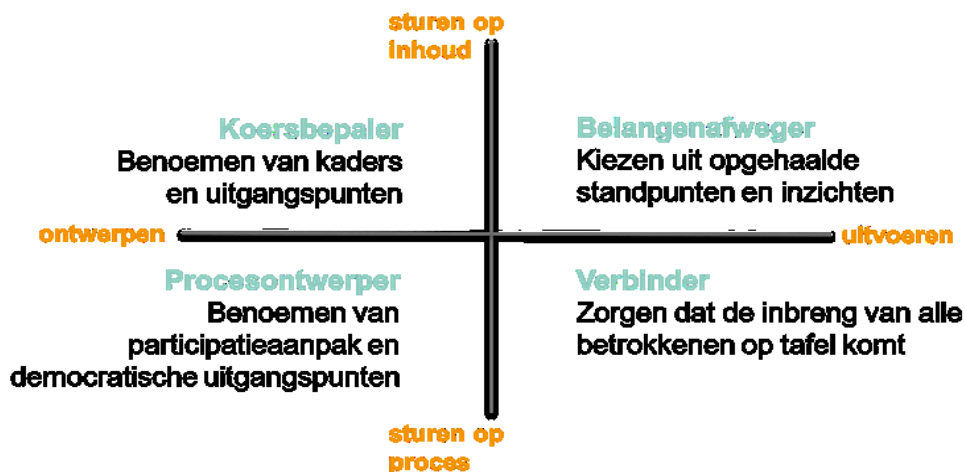 sturen op
inhoud
Koersbepaler
Benoemen van kaders
en uitgangspunten
Belangenafweger
Kiezen uit opgehaalde
standpunten en inzichten
ontwerpen
uitvoeren
Procesontwerper
Benoemen van
participatieaanpak en
democratische uitgangspunten
Verbinder
Zorgen dat de inbreng van alle
betrokkenen op tafel komt
sturen op
proces